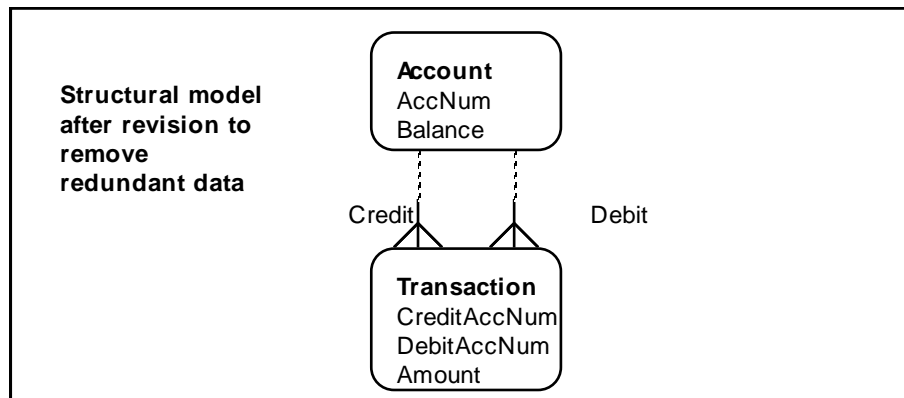 Structural model
after revision to
remove
redundant data
Account
AccNum
Balance
Credit
Debit
Transaction
CreditAccNum
DebitAccNum
Amount